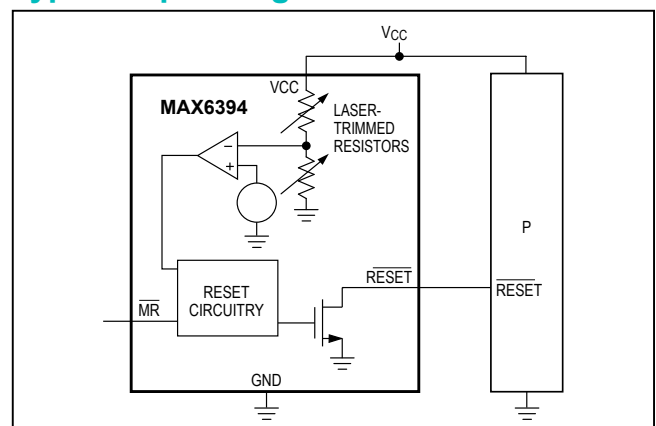 VCC
VCC
MAX6394
LASER-
TRIMMED
RESISTORS
P
RESET
RESET
MR
RESET
CIRCUITRY
GND